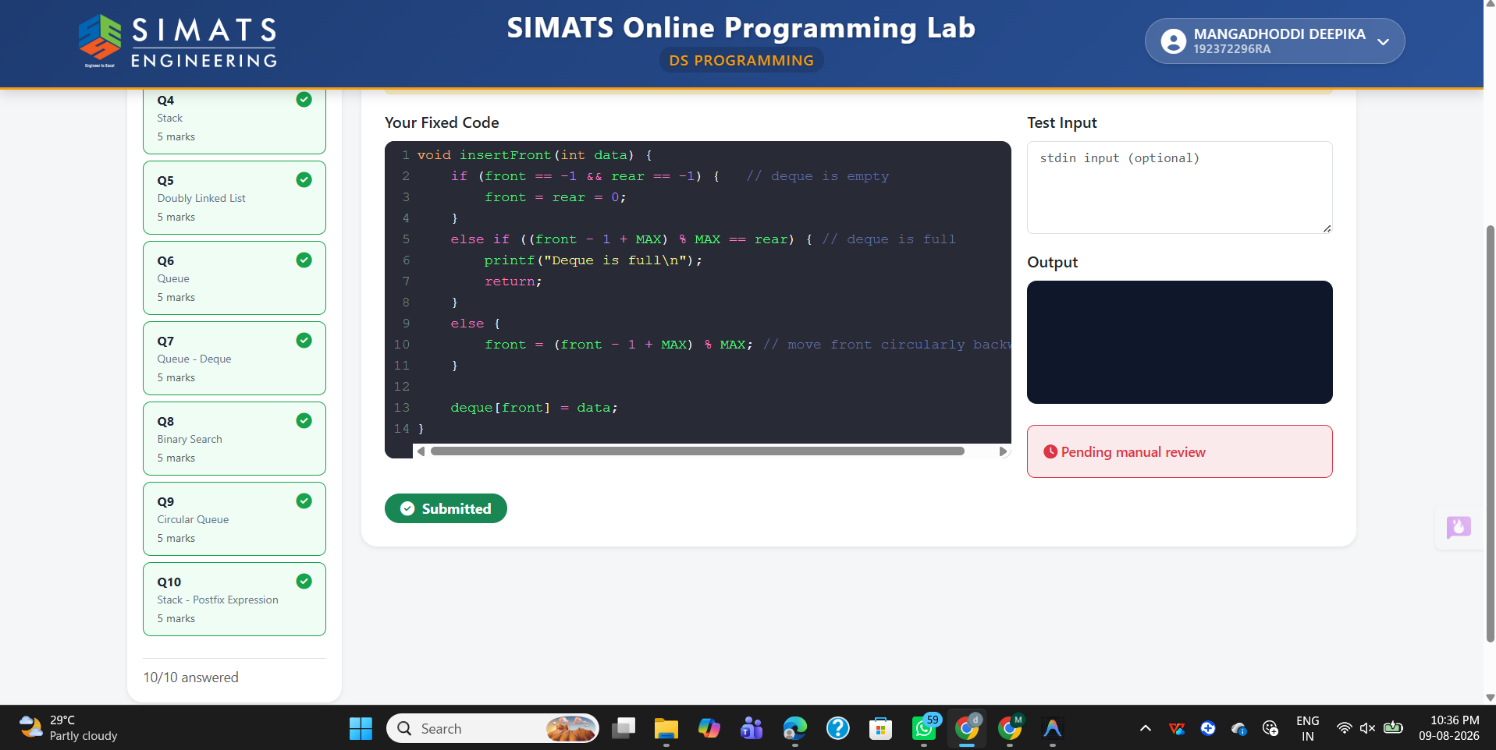 SIMATS
ENGINEERING
Engineer to Excel
SIMATS Online Programming Lab
DS PROGRAMMING
MANGADHODDI DEEPIKA
192372296RA
Q4
Stack
5 marks
Q5
Doubly Linked List
5 marks
Q6
Queue
5 marks
Q7
Queue - Deque
5 marks
Q8
Binary Search
5 marks
Q9
Circular Queue
5 marks
Q10
Stack - Postfix Expression
5 marks
10/10 answered
Your Fixed Code
1 void insertFront(int data) {
2     if (front == -1 && rear == -1) {   // deque is empty
3         front = rear = 0;
4     }
5     else if ((front - 1 + MAX) % MAX == rear) { // deque is full
6         printf("Deque is full\n");
7         return;
8     }
9     else {
10         front = (front - 1 + MAX) % MAX; // move front circularly backw
11     }
12
13     deque[front] = data;
14 }
Submitted
Test Input
stdin input (optional)
Output
Pending manual review
29°C
Partly cloudy
Search
59
d
M
ENG
IN
10:36 PM
09-08-2026